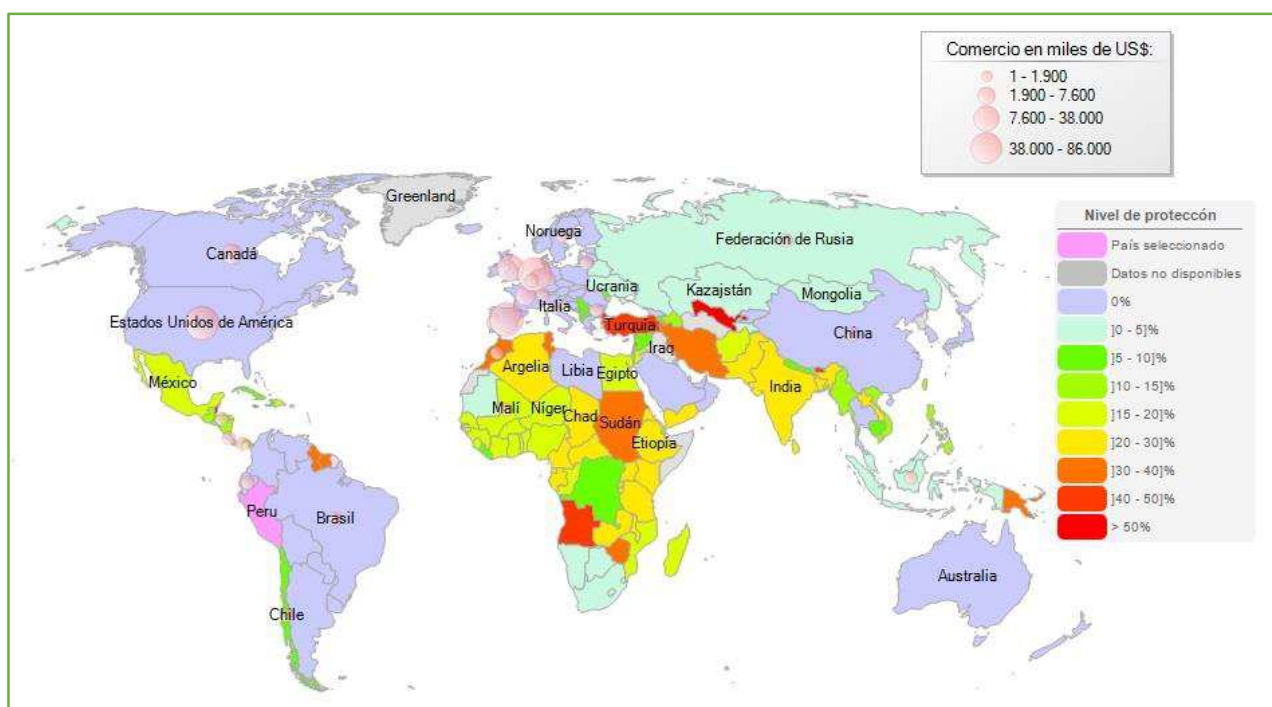 Comercio en miles de US$:
1 - 1.900
1.900 - 7.600
7.600 - 38.000
38.000 - 86.000
Greenland
Noruega
Canadá
Federación de Rusia
Ucrania
Kazajstán
Mongolia
Italia
Estados Unidos de América
Turquía
China
Iraq
Argelia
Libia
Egipto
México
India
Malí
Níger
Chad
Sudán
Etiopía
Peru
Brasil
Australia
Chile
Nivel de proteccón
País seleccionado
Datos no disponibles
0%
]0 - 5]%
]5 - 10]%
]10 - 15]%
]15 - 20]%
]20 - 30]%
]30 - 40]%
]40 - 50]%
> 50%